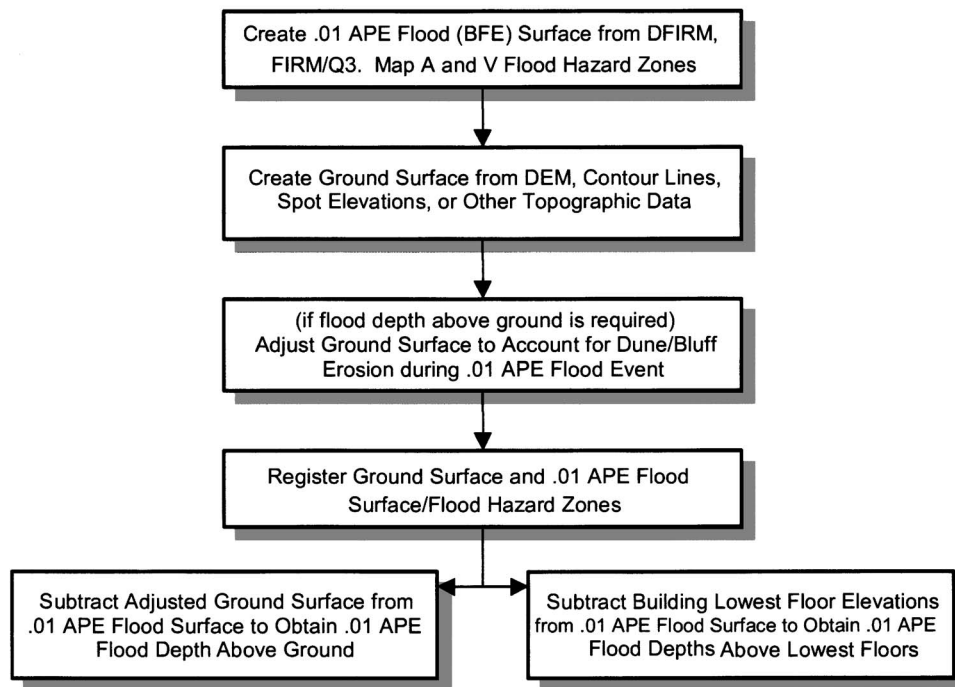 Create .01 APE Flood (BFE) Surface from DFIRM,
FIRM/Q3. Map A and V Flood Hazard Zones
Create Ground Surface from DEM, Contour Lines,
Spot Elevations, or Other Topographic Data
(if flood depth above ground is required)
Adjust Ground Surface to Account for Dune/Bluff
Erosion during .01 APE Flood Event
Register Ground Surface and .01 APE Flood
Surface/Flood Hazard Zones
Subtract Adjusted Ground Surface from
.01 APE Flood Surface to Obtain .01 APE
Flood Depth Above Ground
Subtract Building Lowest Floor Elevations
from .01 APE Flood Surface to Obtain .01 APE
Flood Depths Above Lowest Floors